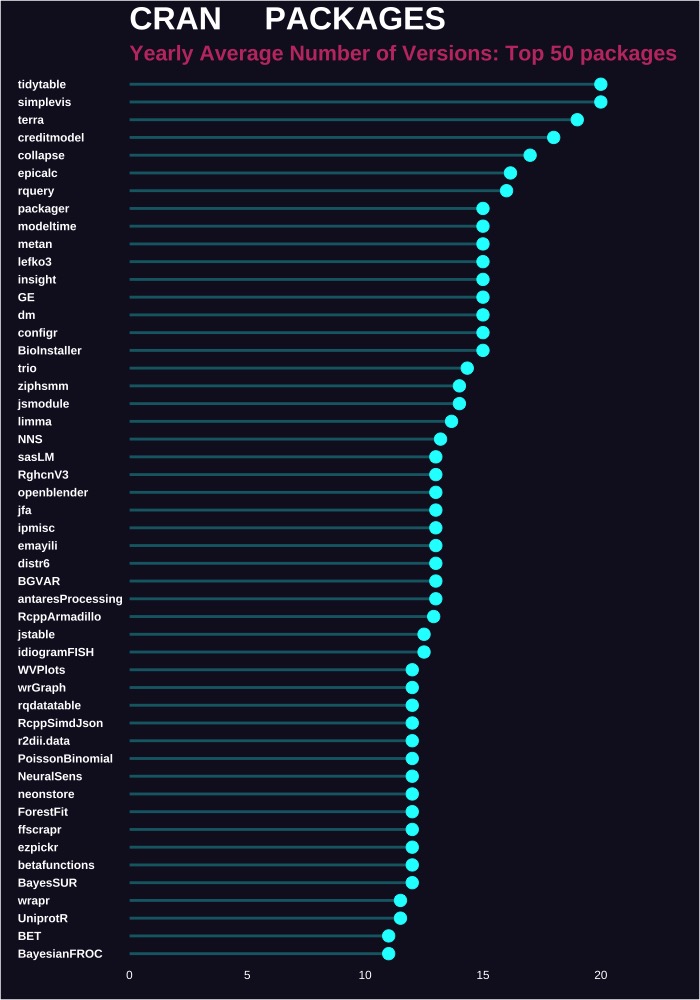 CRAN PACKAGES
Yearly Average Number of Versions: Top 50 packages
tidytable
simplevis
terra
creditmodel
collapse
epicalc
rquery
packager
modeltime
metan
lefko3
insight
GE
dm
configr
BioInstaller
trio
ziphsmm
jsmodule
limma
NNS
sasLM
RghcnV3
openblender
jfa
ipmisc
emayili
distr6
BGVAR
antaresProcessing
RcppArmadillo
jstable
idiogramFISH
WVPlots
wrGraph
rqdatatable
RcppSimdJson
r2dii.data
PoissonBinomial
NeuralSens
neonstore
ForestFit
ffscrapr
ezpickr
betafunctions
BayesSUR
wrapr
UniprotR
BET
BayesianFROC
0 5 10 15 20